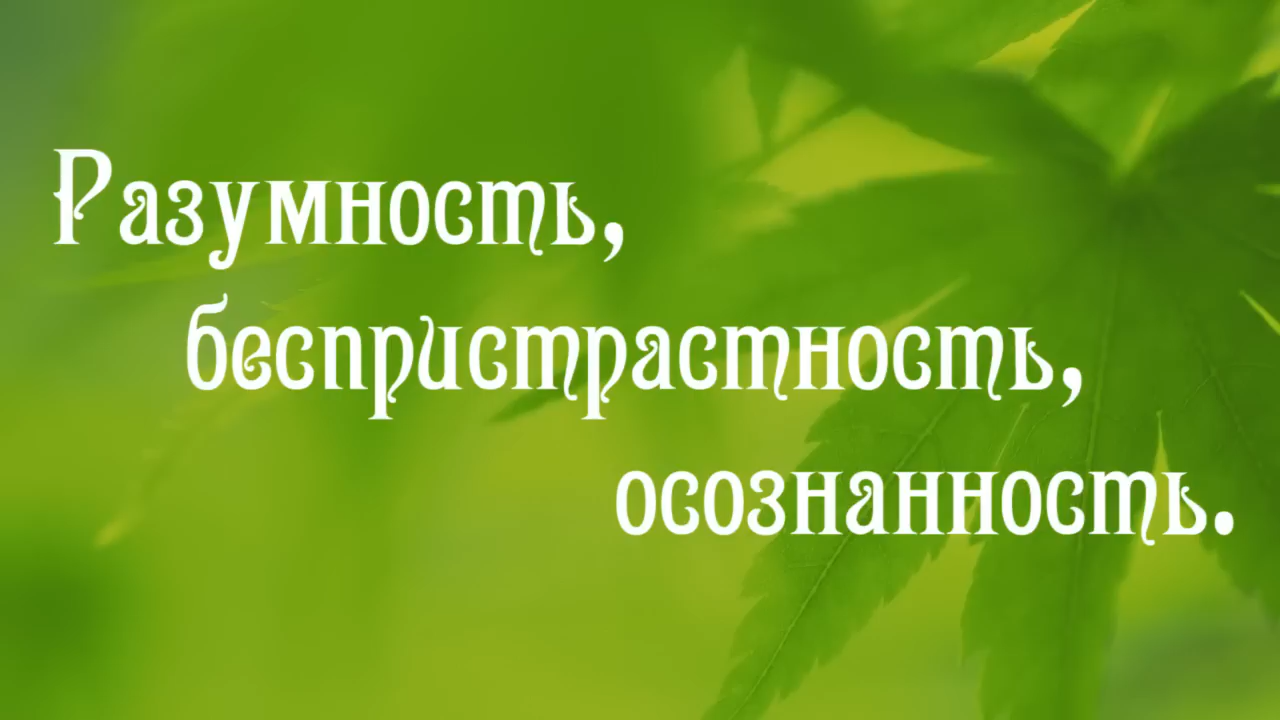 Разумность,
беспристрастность,
осознанность.